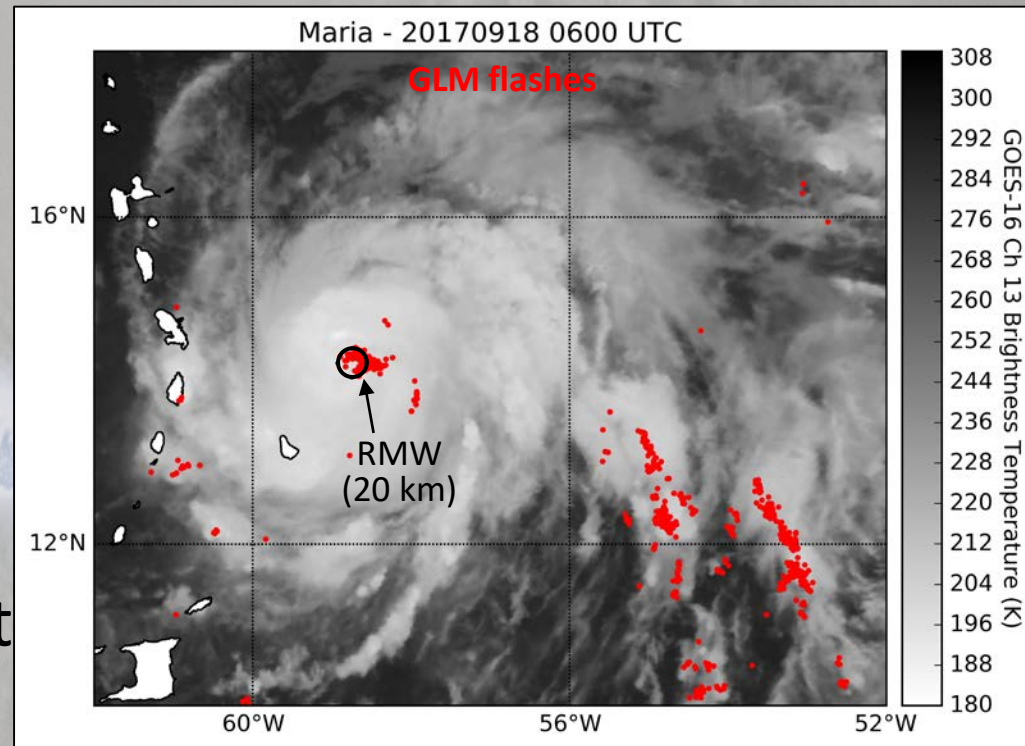 Maria - 20170918 0600 UTC
GLM flashes
16°N
12°N
60°W
56°W
52°W
RMW
(20 km)
t
308
300
292
284
276
268
260
252
244
236
228
220
212
204
196
188
180
GOES-16 Ch 13 Brightness Temperature (K)